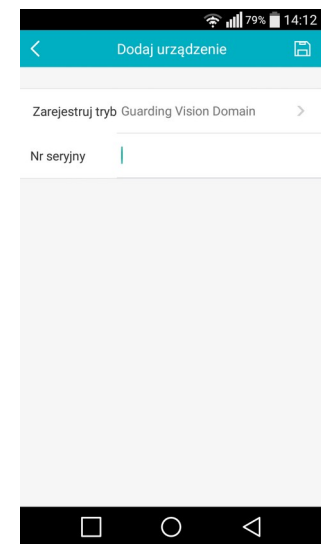 79% 14:12
Dodaj urządzenie
Zarejestruj tryb Guarding Vision Domain
Nr seryjny